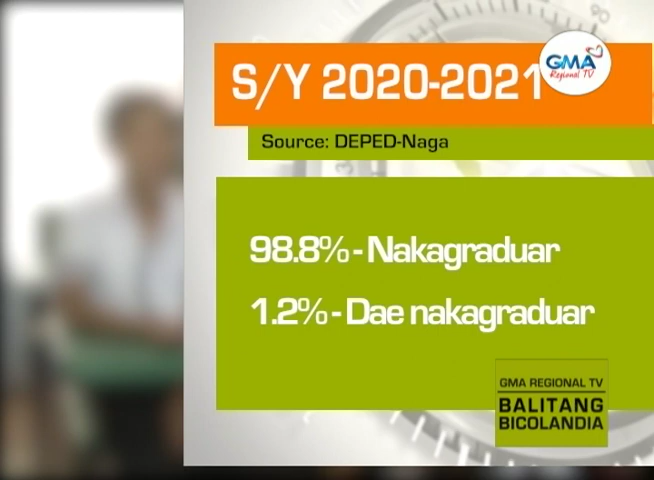 S/Y 2020-2021
GMA
Regional TV
Source: DEPED-Naga
98.8% - Nakagraduar
1.2% - Dae nakagraduar
GMA REGIONAL TV
BALITANG
BICOLANDIA